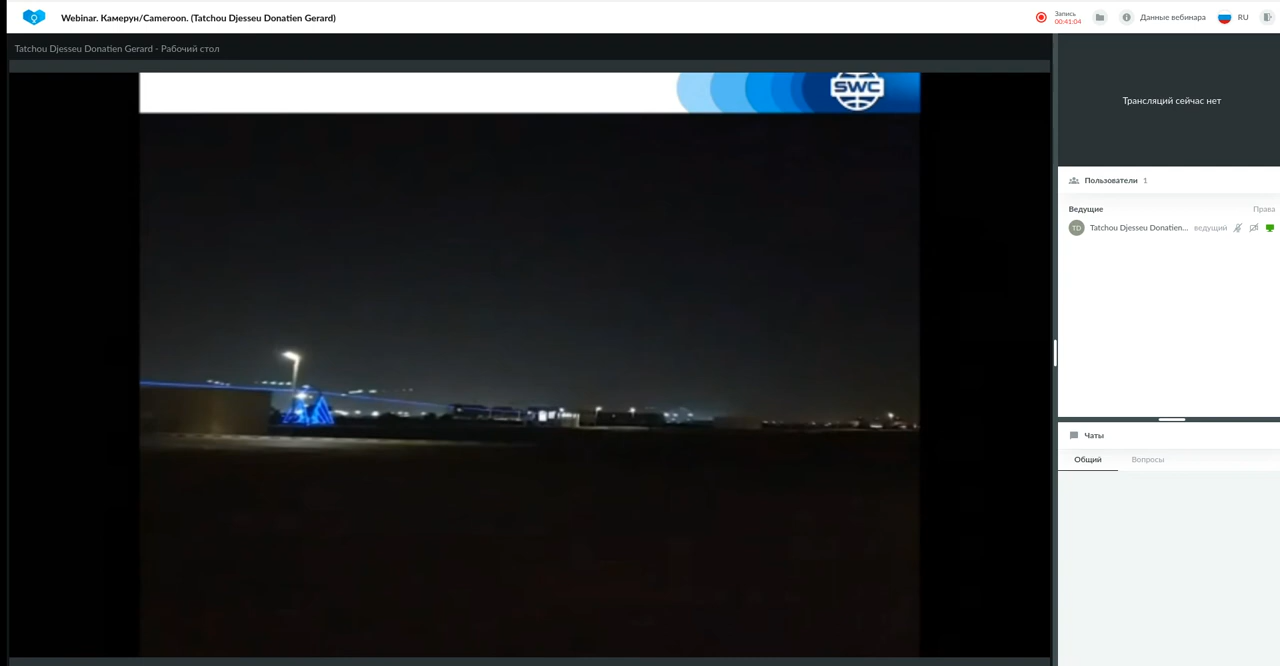 Webinar. Камерун/Cameroon. (Tatchou Djesseu Donatien Gerard)
Запись
00:41:04
Данные вебинара
RU
Tatchou Djesseu Donatien Gerard - Рабочий стол
SWC
Трансляций сейчас нет
Пользователи 1
Ведущие Права
TD Tatchou Djesseu Donatien... ведущий
Чаты
Общий Вопросы